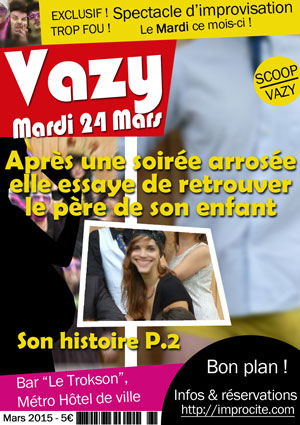 EXCLUSIF ! Spectacle d'improvisation
TROP FOU ! Le Mardi ce mois-ci !
Vazy
Mardi 24 Mars
SCOOP
VAZY
Après une soirée arrosée
elle essaye de retrouver
le père de son enfant
Son histoire P.2
Bar "Le Trokson",
Métro Hôtel de ville
Bon plan !
Infos & réservations
http://improcite.com
Mars 2015 - 5€